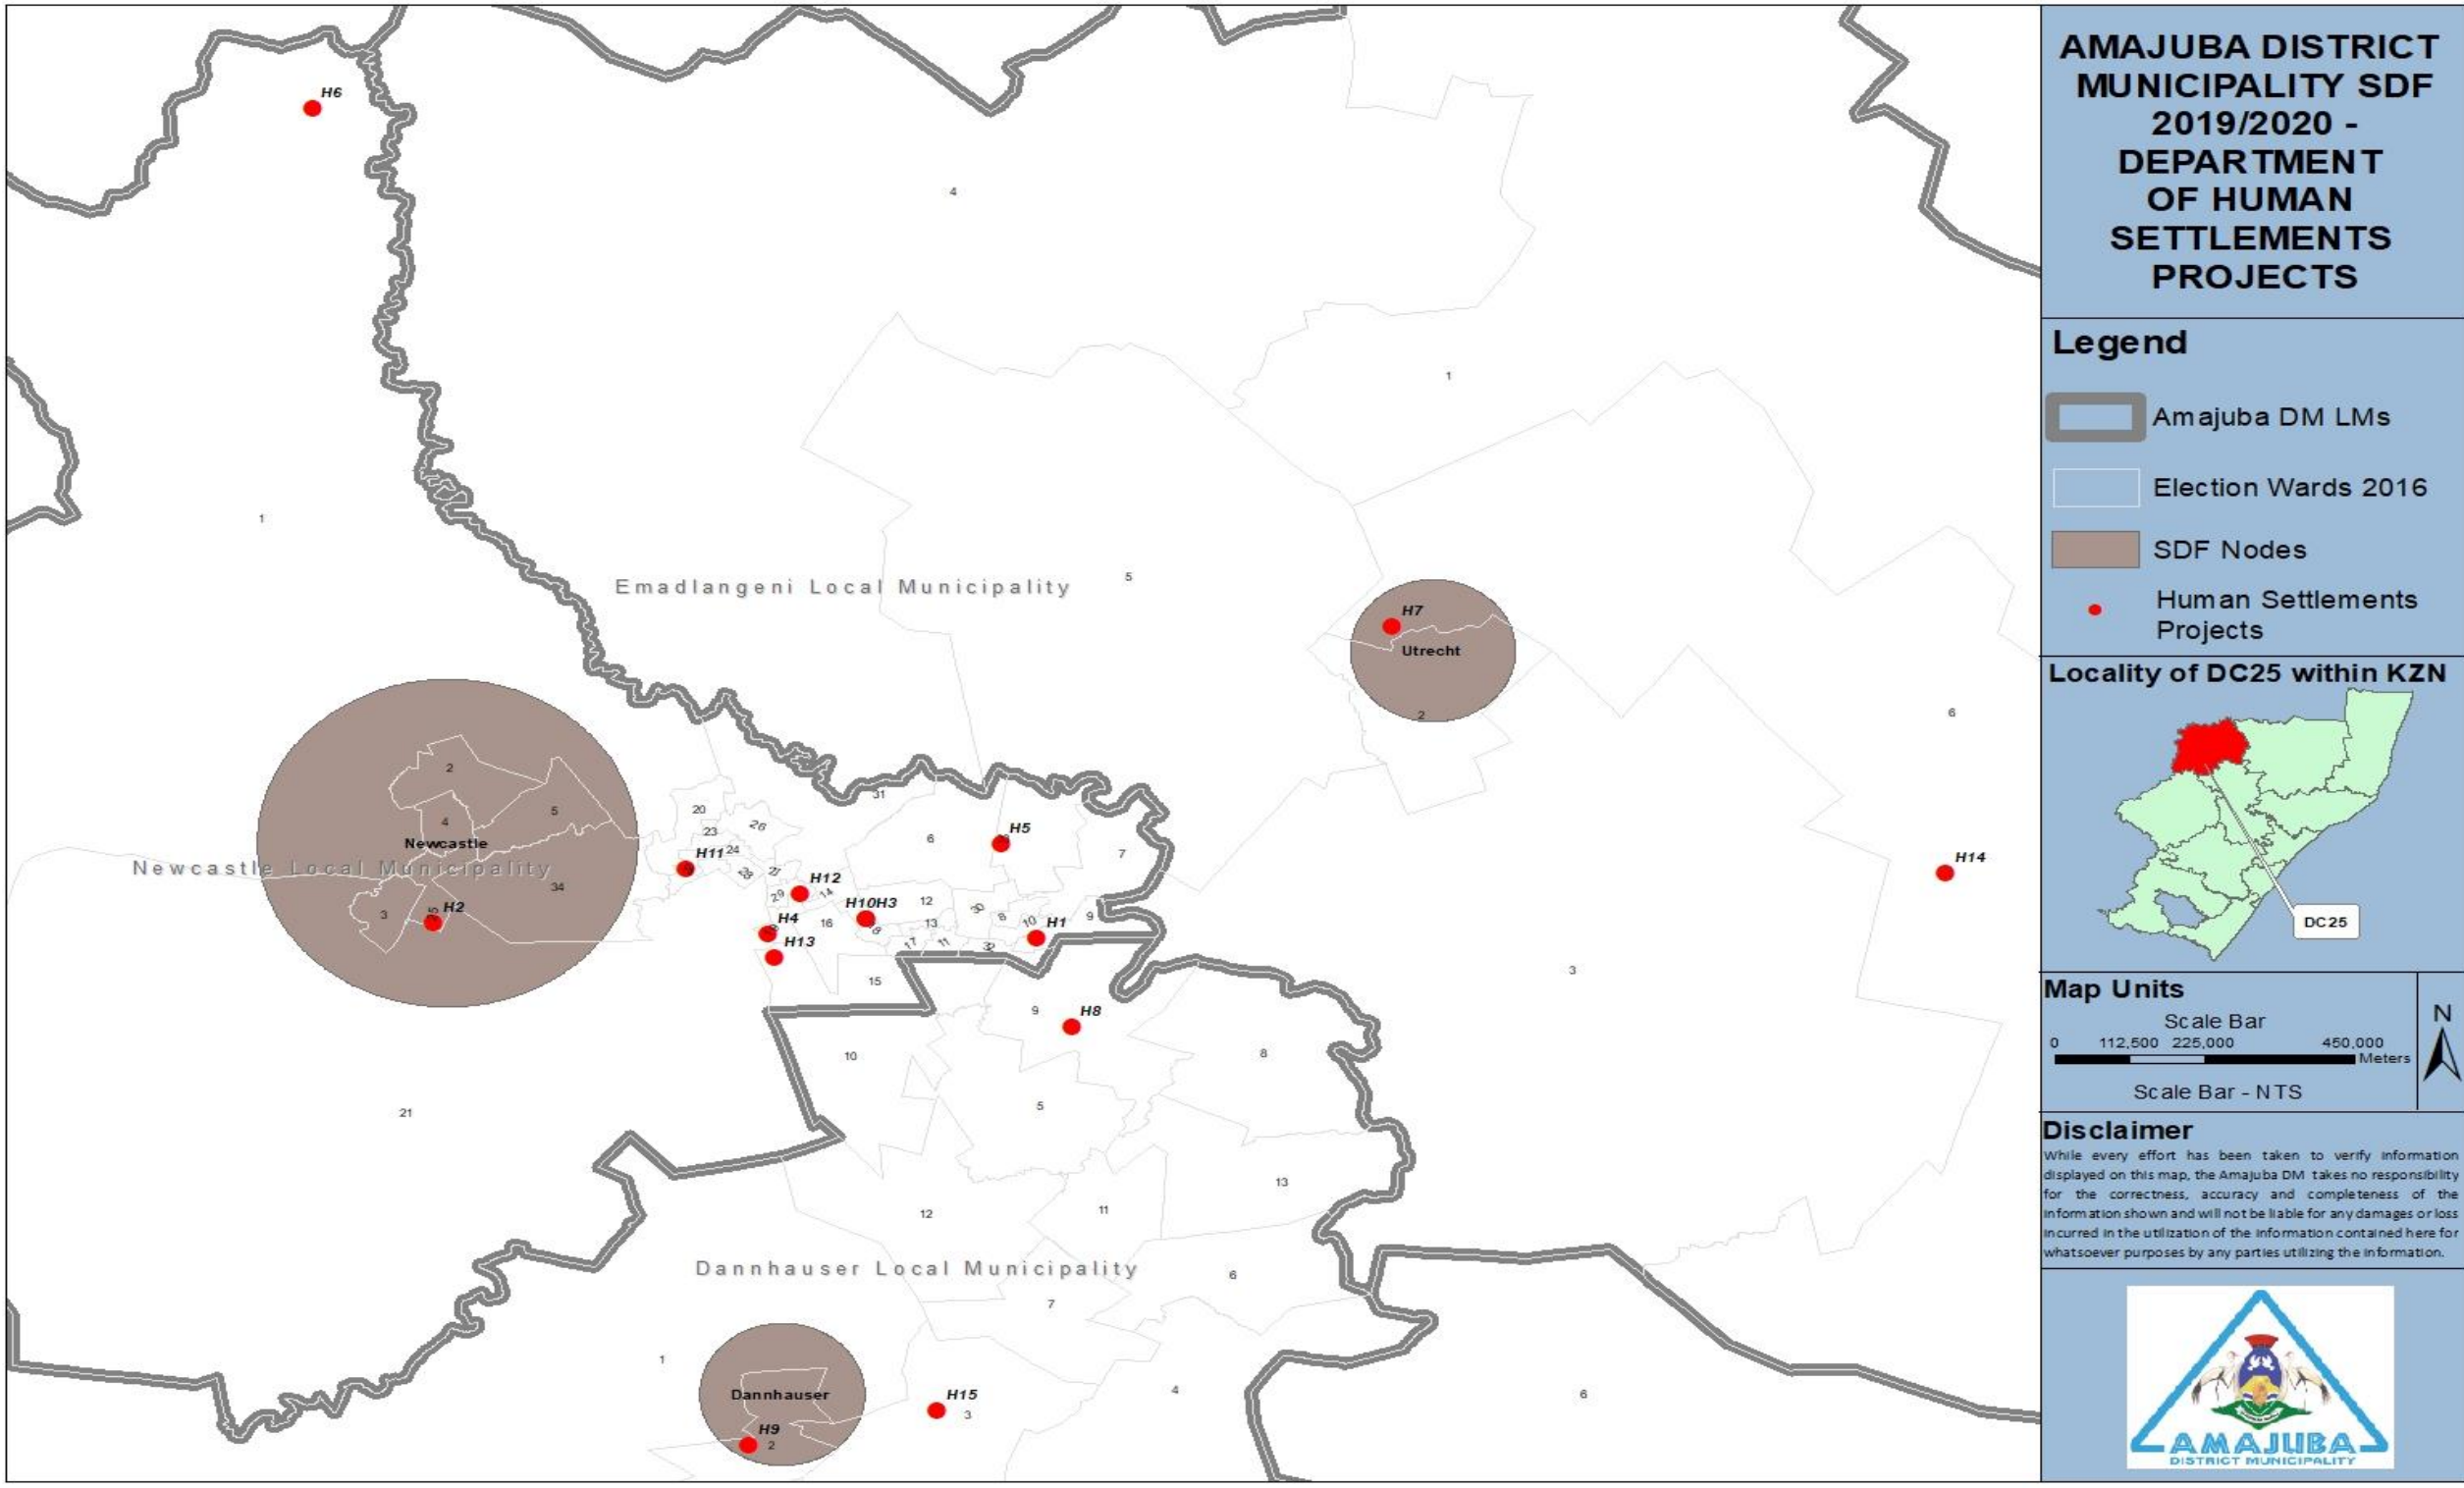 H6
4
1
1
Emadlangeni Local Municipality
5
H7
Utrecht
2
6
2
5
4
Newcastle
Newcastle Local Municipality
34
3
H2
20
23
26
24
H11
28
29
H12
14
31
6
H5
7
H10H3
12
13
30
8
10
H1
9
H4
H13
16
17
11
32
15
H14
3
9
H8
10
8
5
21
13
12
11
Dannhauser Local Municipality
6
7
1
Dannhauser
H9
2
H15
3
4
6
AMAJUBA DISTRICT
MUNICIPALITY SDF
2019/2020 -
DEPARTMENT
OF HUMAN
SETTLEMENTS
PROJECTS
Legend
Amajuba DM LMs
Election Wards 2016
SDF Nodes
Human Settlements
Projects
Locality of DC25 within KZN
DC25
Map Units
Scale Bar
0 112,500 225,000 450,000
Meters
Scale Bar - NTS
N
Disclaimer
While every effort has been taken to verify information
displayed on this map, the Amajuba DM takes no responsibility
for the correctness, accuracy and completeness of the
information shown and will not be liable for any damages or loss
incurred in the utilization of the information contained here for
whatsoever purposes by any parties utilizing the information.
AMAJUBA
DISTRICT MUNICIPALITY